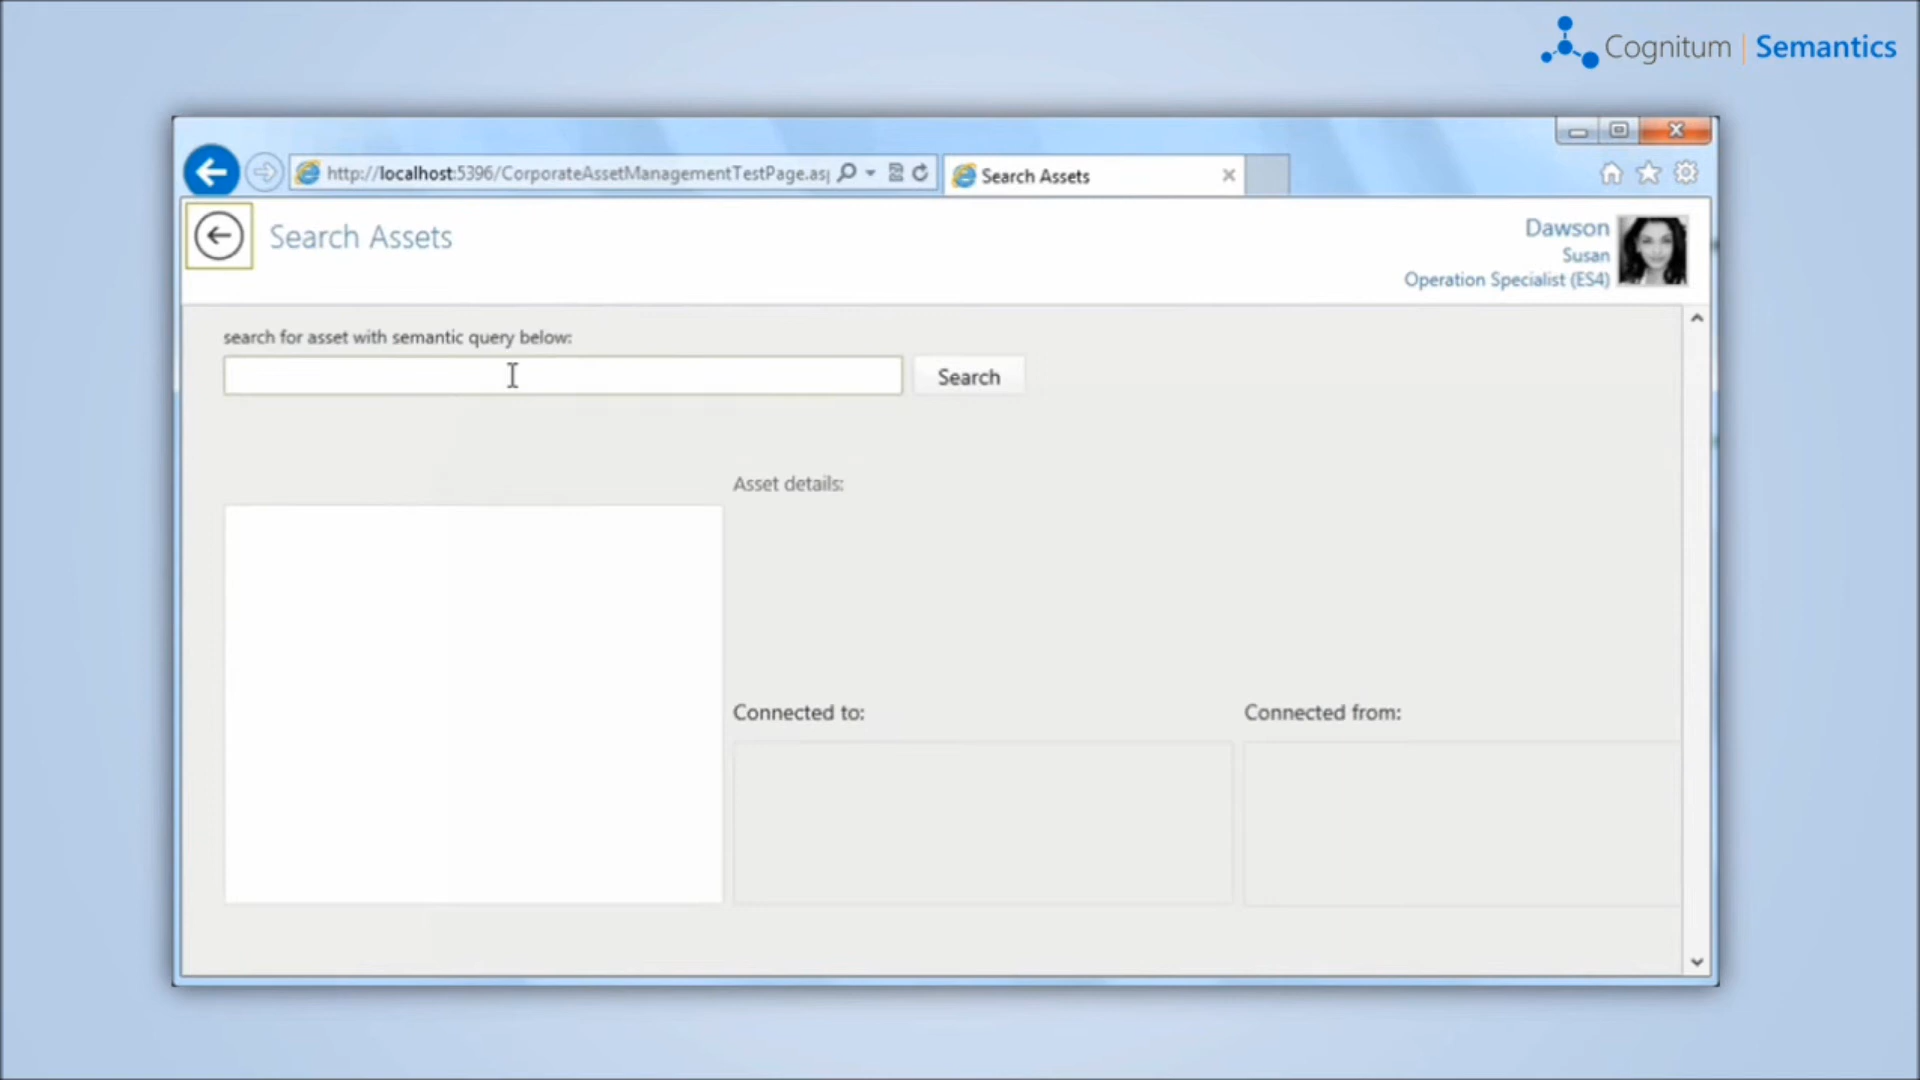 Cognitum | Semantics
http://localhost:5396/CorporateAssetManagementTestPage.asp
Search Assets
Search Assets
Dawson
Susan
Operation Specialist (ES4)
search for asset with semantic query below:
Search
Asset details:
Connected to:
Connected from: